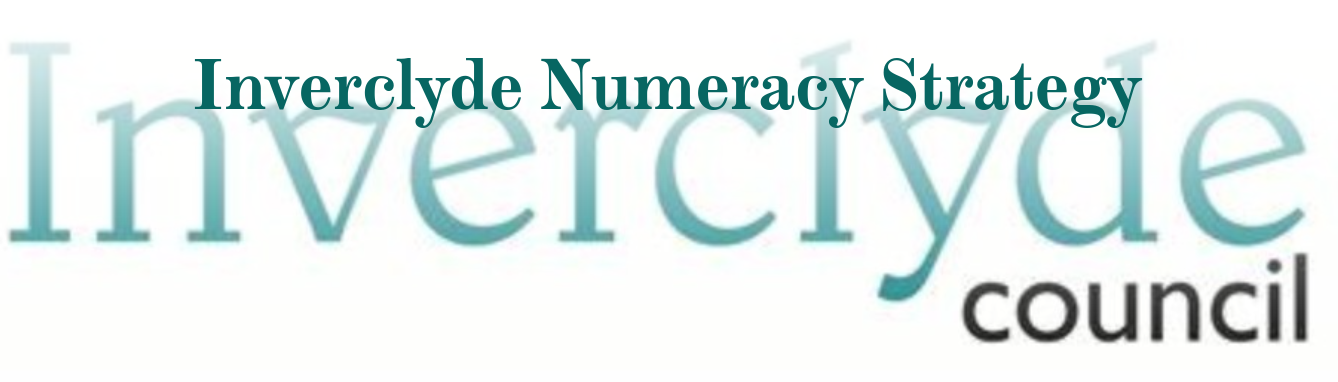 Inverclyde Numeracy Strategy
Inverclyde
council